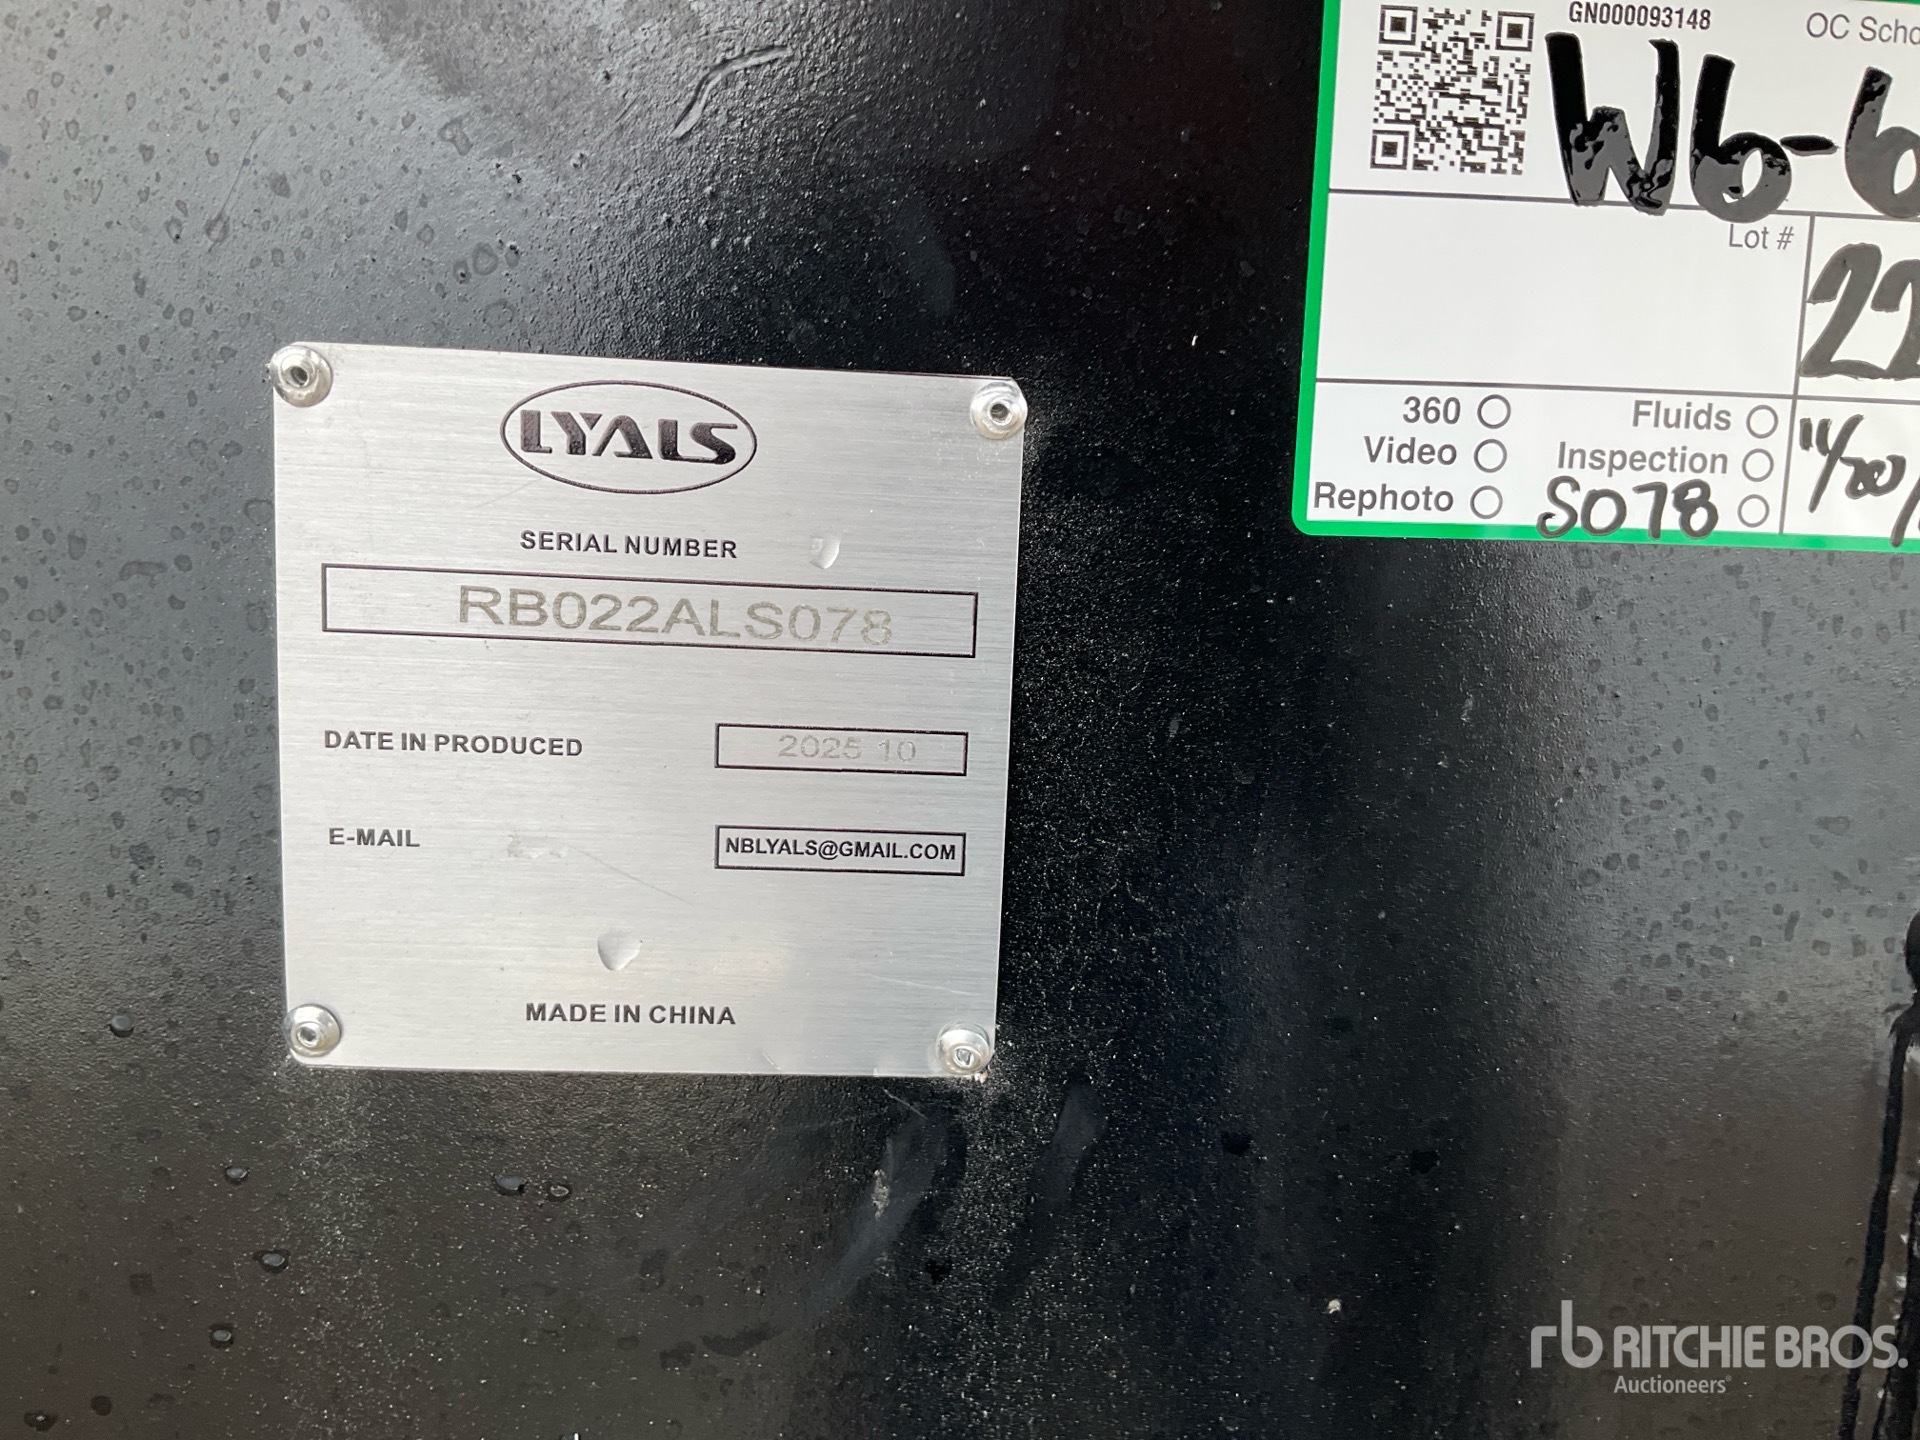 GN000093148
OC Scho
W6-6
Lot #
22
360
Fluids
Video
Inspection
Rephoto
S078
LYALS
SERIAL NUMBER
RB022ALS078
DATE IN PRODUCED
2025 10
E-MAIL
NBLYALS@GMAIL.COM
MADE IN CHINA
rb RITCHIE BROS.
Auctioneers